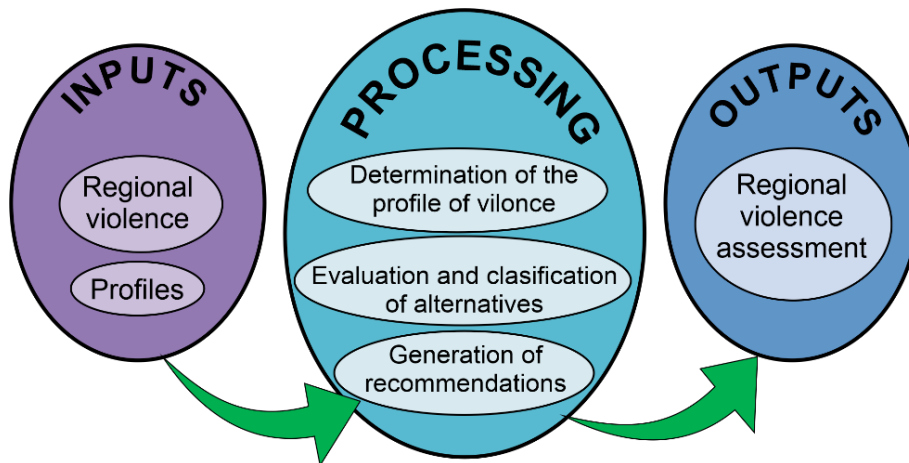 INPUTS
Regional
violence
Profiles
PROCESSING
Determination of the
profile of vilonce
Evaluation and clasification
of alternatives
Generation of
recommendations
OUTPUTS
Regional
violence
assessment